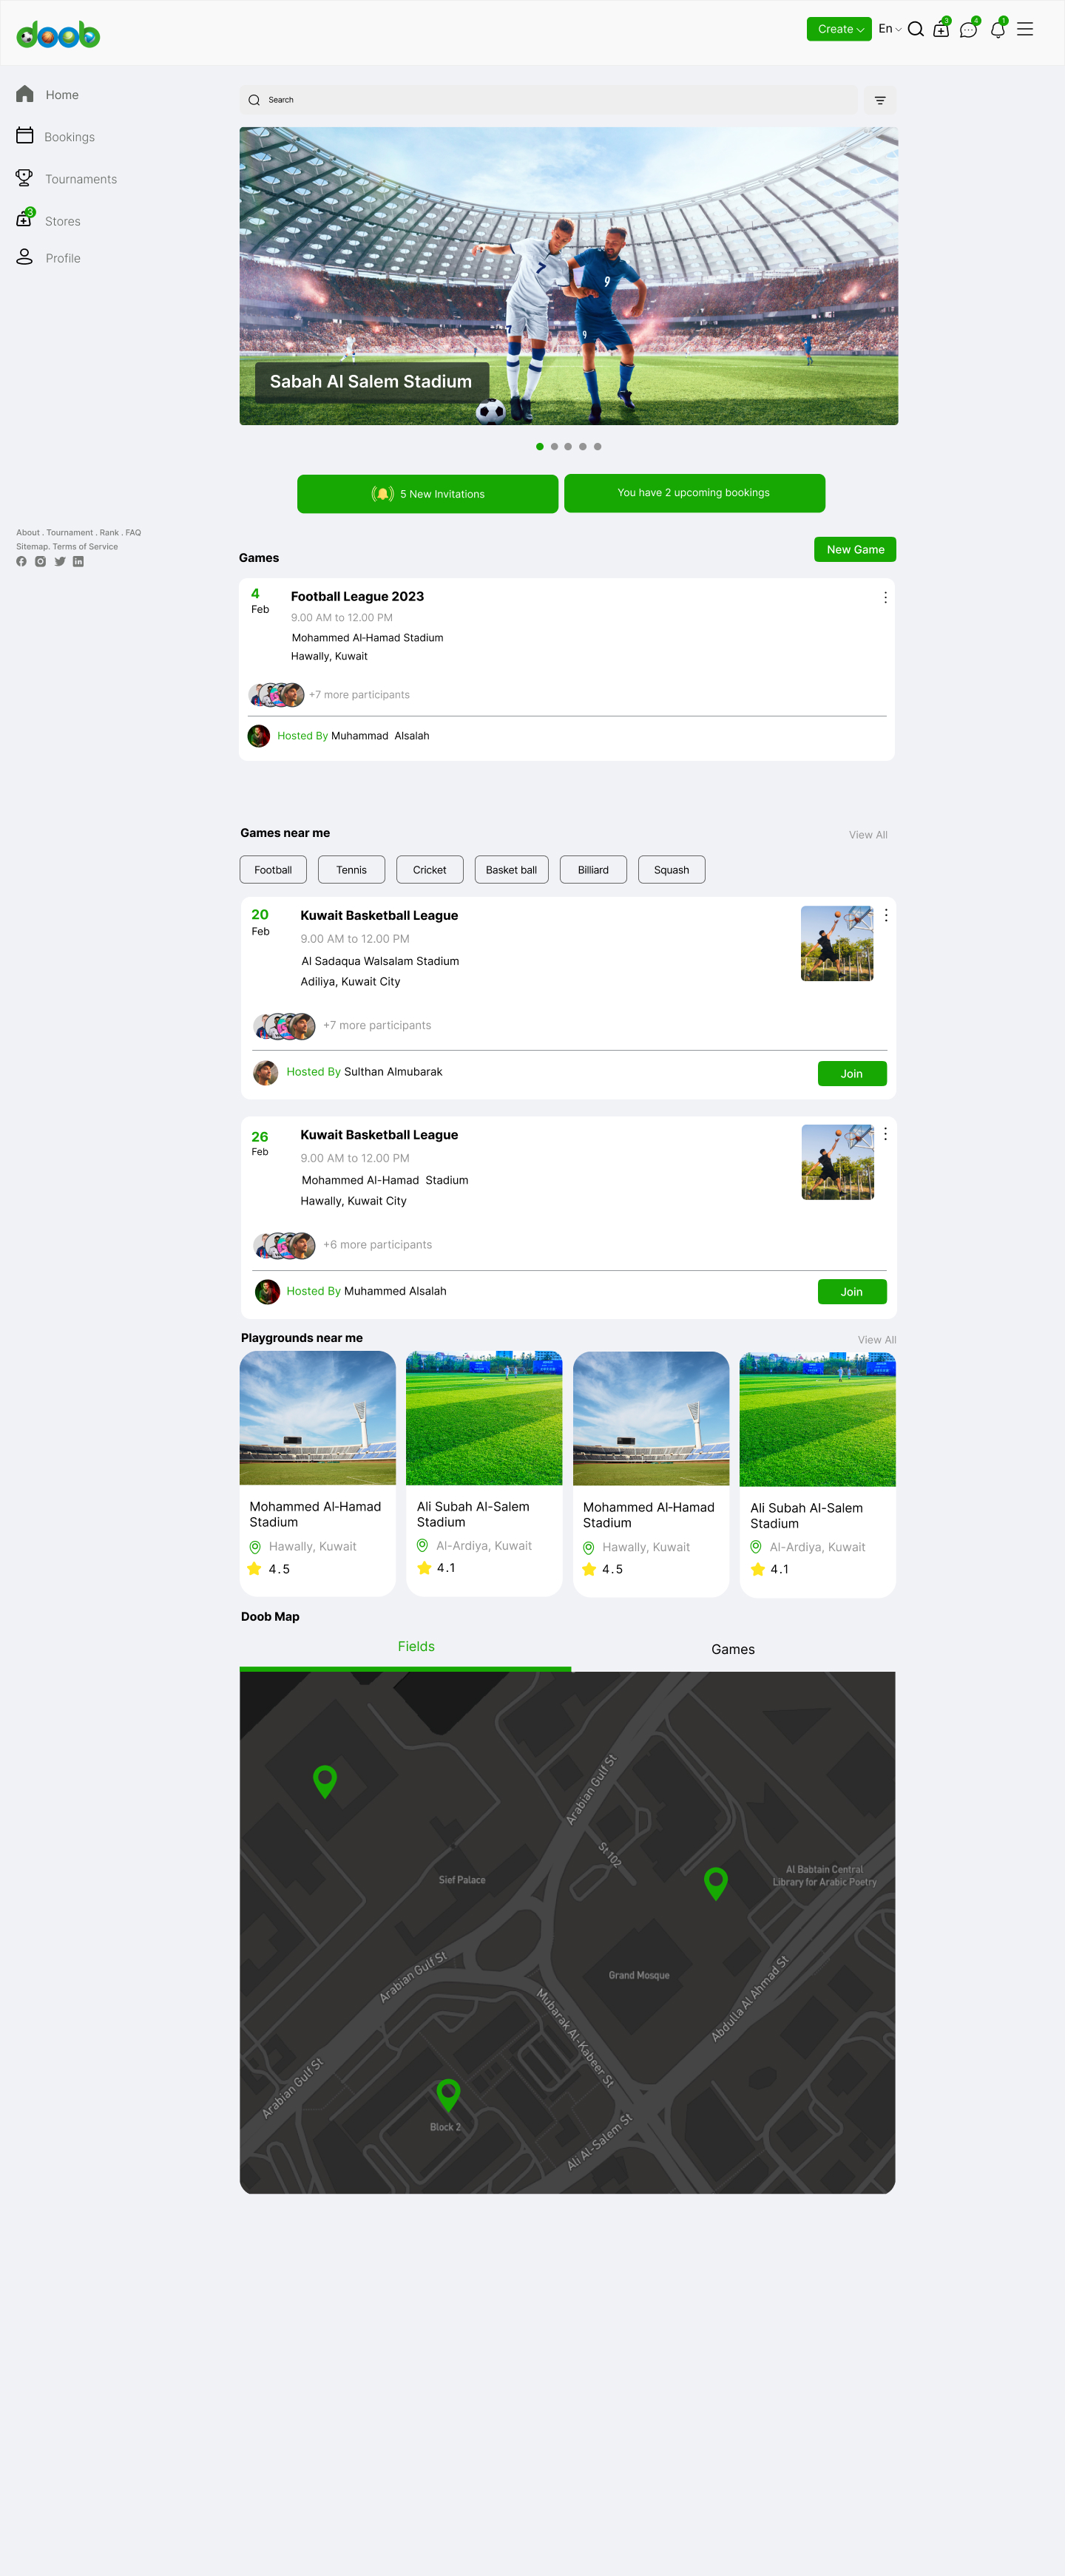 doob
Create
En
3
4
1
Home
Bookings
Tournaments
3
Stores
Profile
About . Tournament . Rank . FAQ
Sitemap. Terms of Service
Search
7
9
7
9
Sabah Al Salem Stadium
5 New Invitations
You have 2 upcoming bookings
Games
New Game
4
Feb
Football League 2023
9.00 AM to 12.00 PM
Mohammed Al-Hamad Stadium
Hawally, Kuwait
+7 more participants
Hosted By Muhammad Alsalah
Games near me
View All
Football
Tennis
Cricket
Basket ball
Billiard
Squash
20
Feb
Kuwait Basketball League
9.00 AM to 12.00 PM
Al Sadaqua Walsalam Stadium
Adiliya, Kuwait City
+7 more participants
Hosted By Sulthan Almubarak
Join
26
Feb
Kuwait Basketball League
9.00 AM to 12.00 PM
Mohammed Al-Hamad Stadium
Hawally, Kuwait City
+6 more participants
Hosted By Muhammed Alsalah
Join
Playgrounds near me
View All
Mohammed Al-Hamad
Stadium
Hawally, Kuwait
4.5
Ali Subah Al-Salem
Stadium
Al-Ardiya, Kuwait
4.1
Mohammed Al-Hamad
Stadium
Hawally, Kuwait
4.5
Ali Subah Al-Salem
Stadium
Al-Ardiya, Kuwait
4.1
Doob Map
Fields
Games
Arabian Gulf St
St 102
Sief Palace
Al Babtain Central
Library for Arabic Poetry
Arabian Gulf St
Grand Mosque
Abdulla Al Ahmad St
Mubarak Al-Kabeer St
Arabian Gulf St
Block 2
Ali Al-Salem St